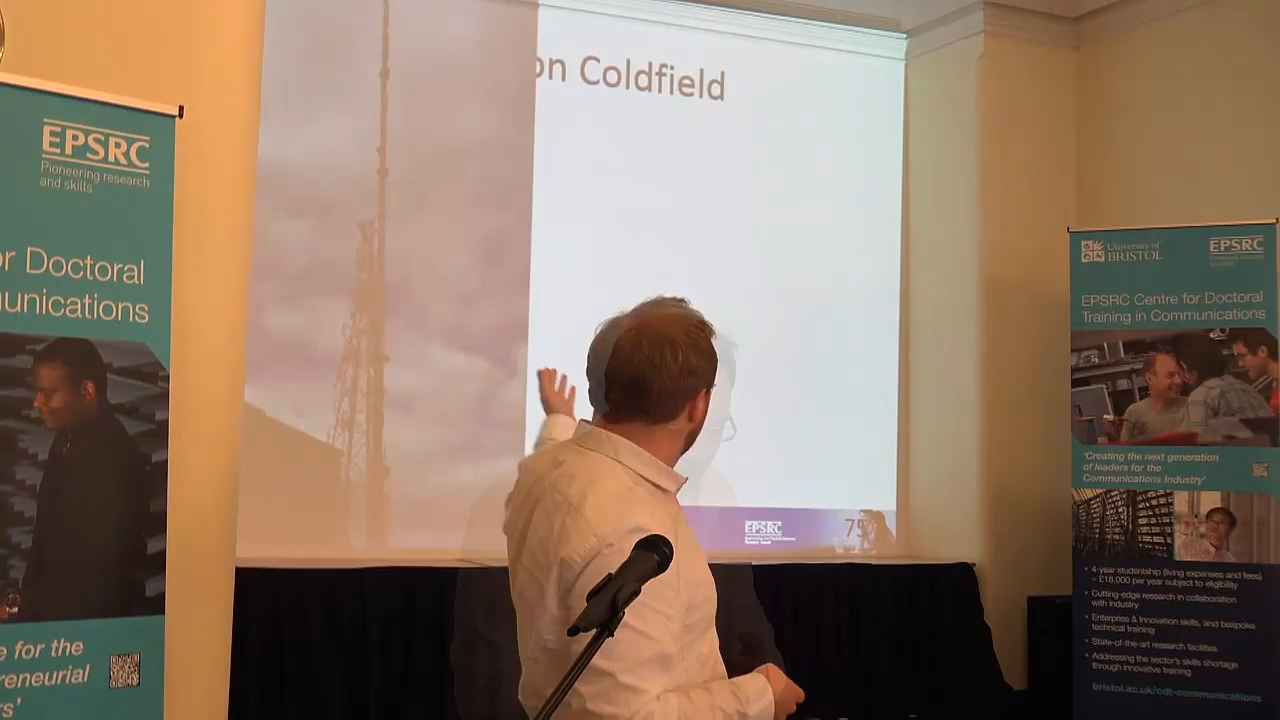 EPSRC
Pioneering research
and skills
or Doctoral
unications
e for the
reneurial
rs'
on Coldfield
EPSRC
University of
BRISTOL
EPSRC
EPSRC Centre for Doctoral
Training in Communications
'Creating the next generation
of leaders for the
Communications Industry'
• 4-year studentship (living expenses and fees)
~ £18,000 per year subject to eligibility
• Cutting-edge research in collaboration
with industry
• Enterprise & Innovation skills, and bespoke
technical training
• State-of-the-art research facilities
• Addressing the sector's skills shortage
through innovative training
bristol.ac.uk/cdt-communications